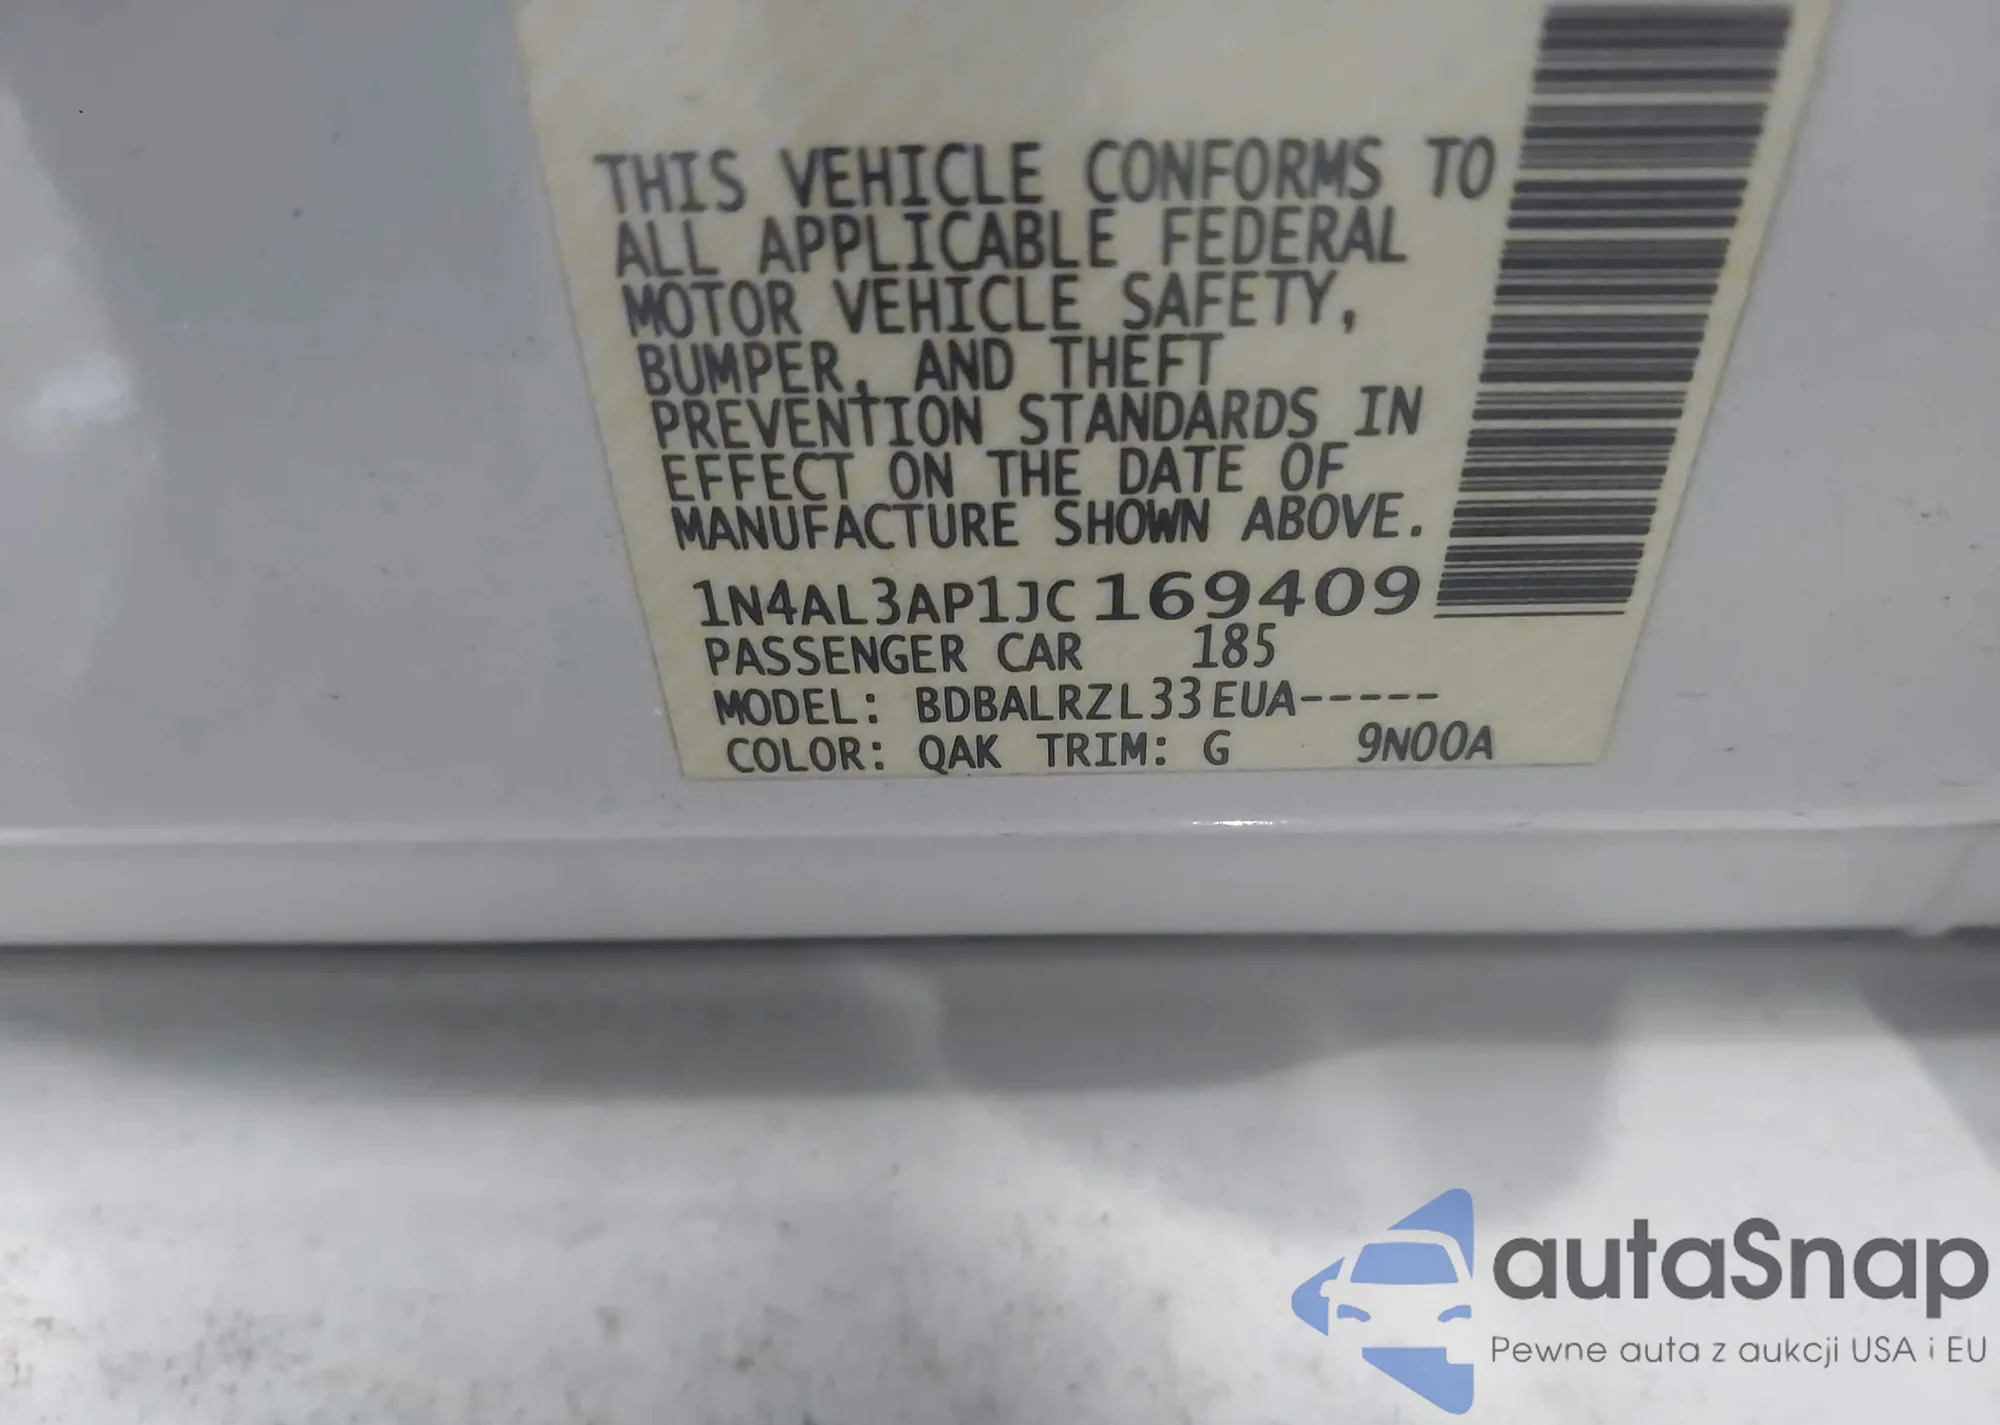 THIS VEHICLE CONFORMS TO
ALL APPLICABLE FEDERAL
MOTOR VEHICLE SAFETY,
BUMPER, AND THEFT
PREVENTION STANDARDS IN
EFFECT ON THE DATE OF
MANUFACTURE SHOWN ABOVE.
1N4AL3AP1JC169409
PASSENGER CAR 185
MODEL: BDBALRZL33EUA-----
COLOR: QAK TRIM: G 9N00A
autaSnap
Pewne auta z aukcji USA i EU